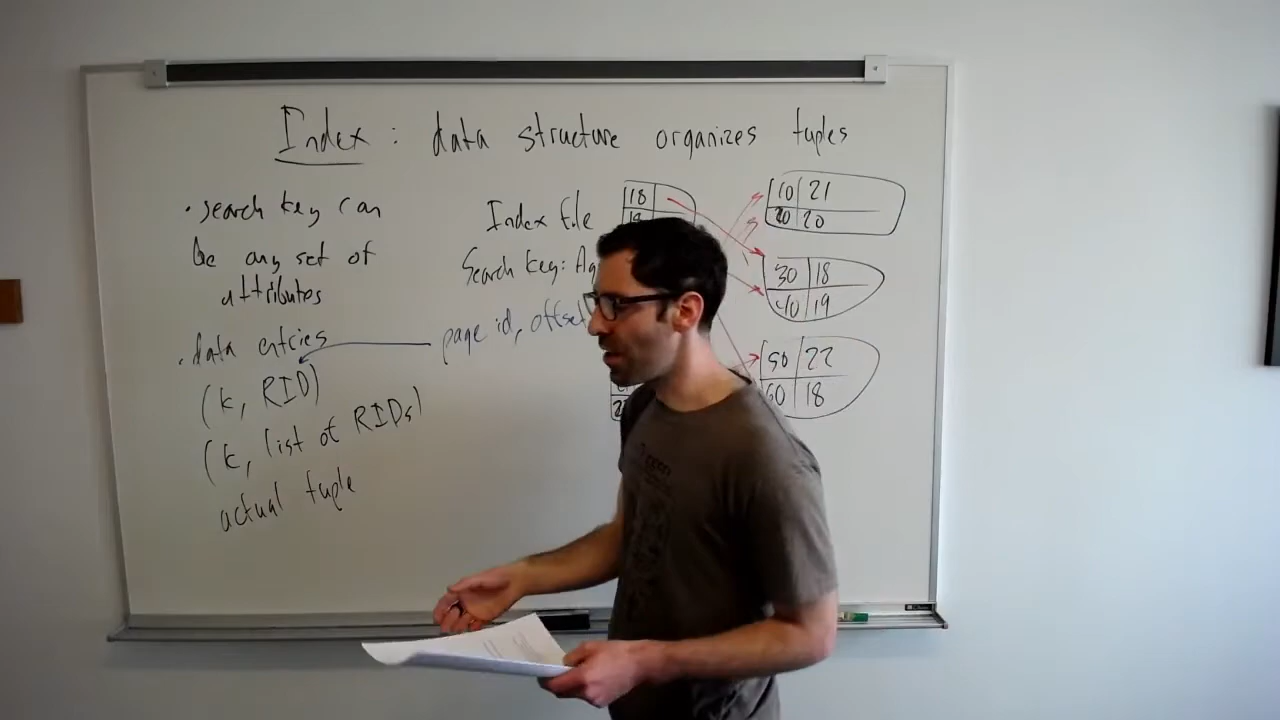 Index: data structure organizes tuples
• search key can
be any set of
attributes
• data entries
(k, RID)
(k, list of RIDs)
actual tuple
Index File
Search key: Ag
page id, offset
18
10 21
20 20
30 18
40 19
50 22
60 18